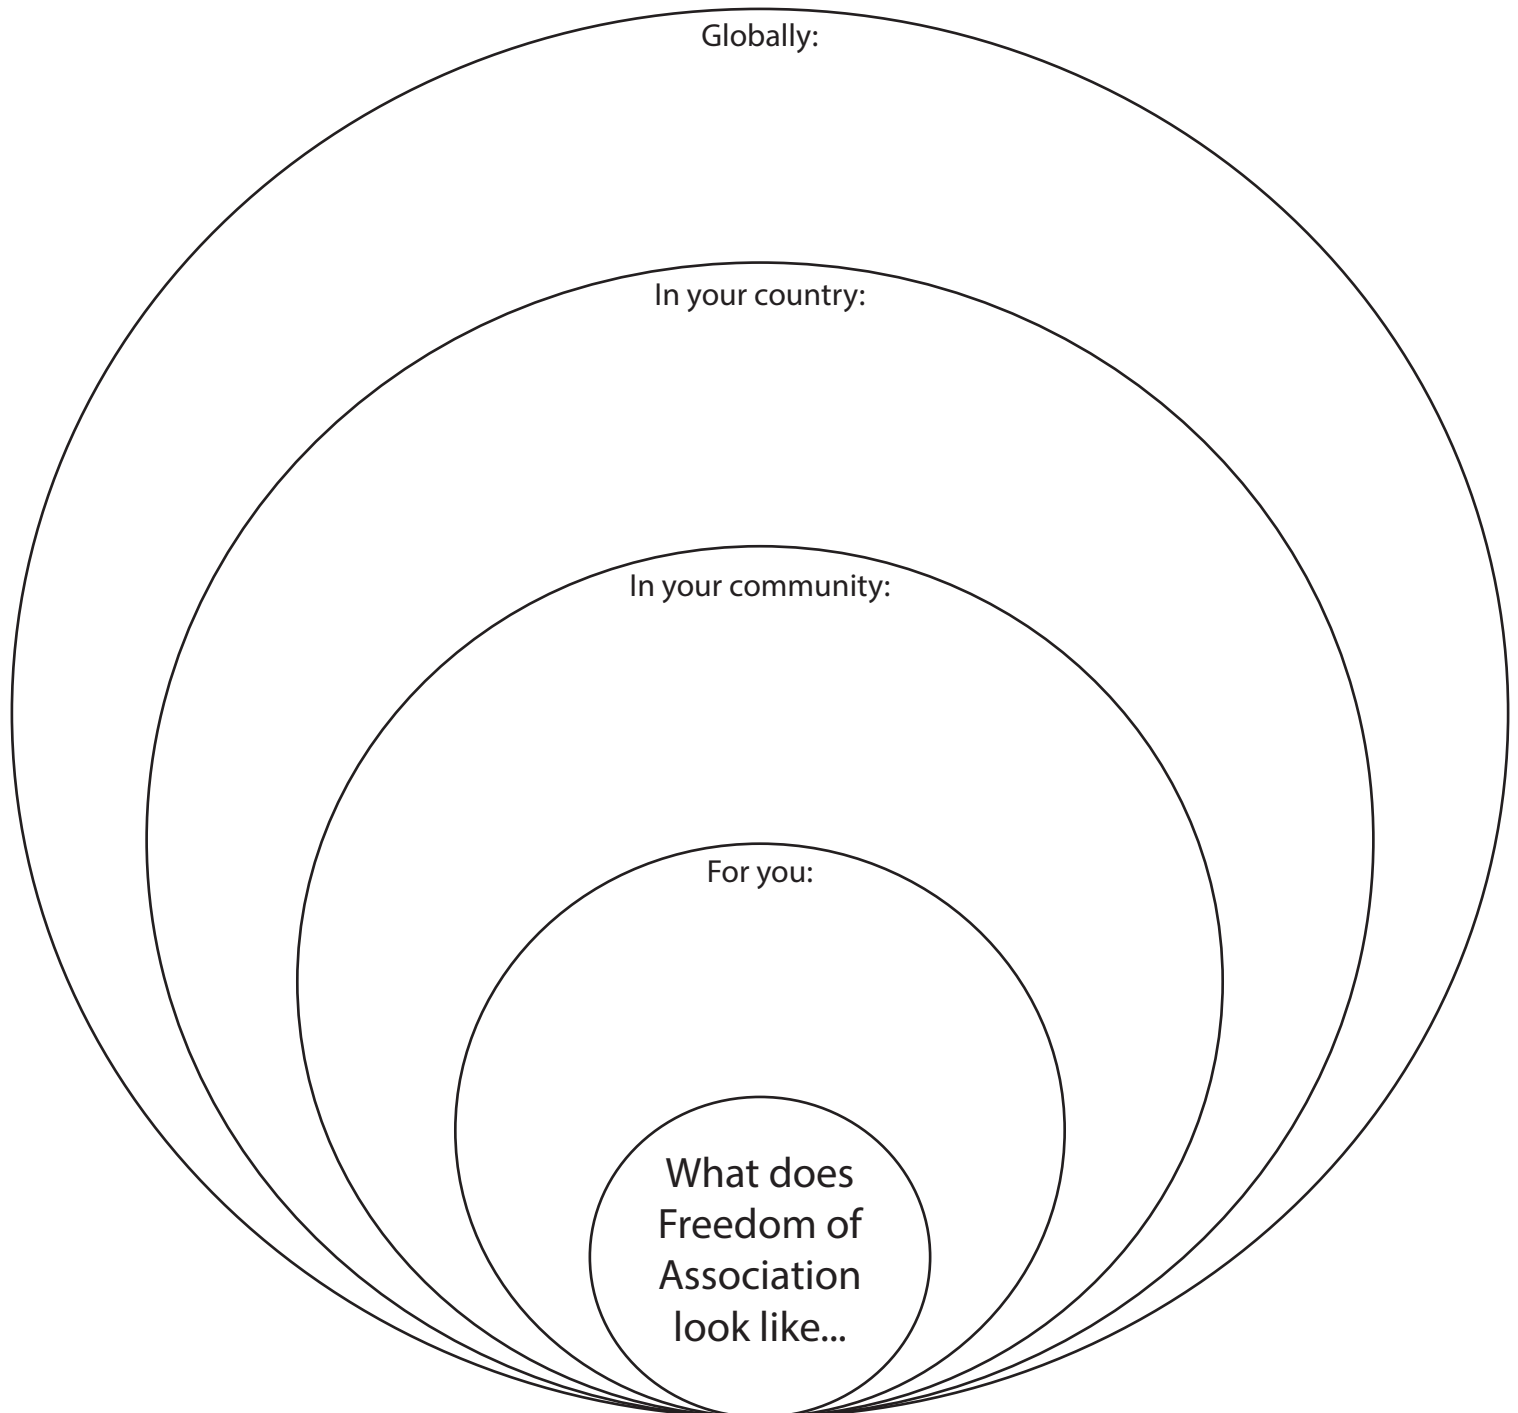 Globally:
In your country:
In your community:
For you:
What does
Freedom of
Association
look like...